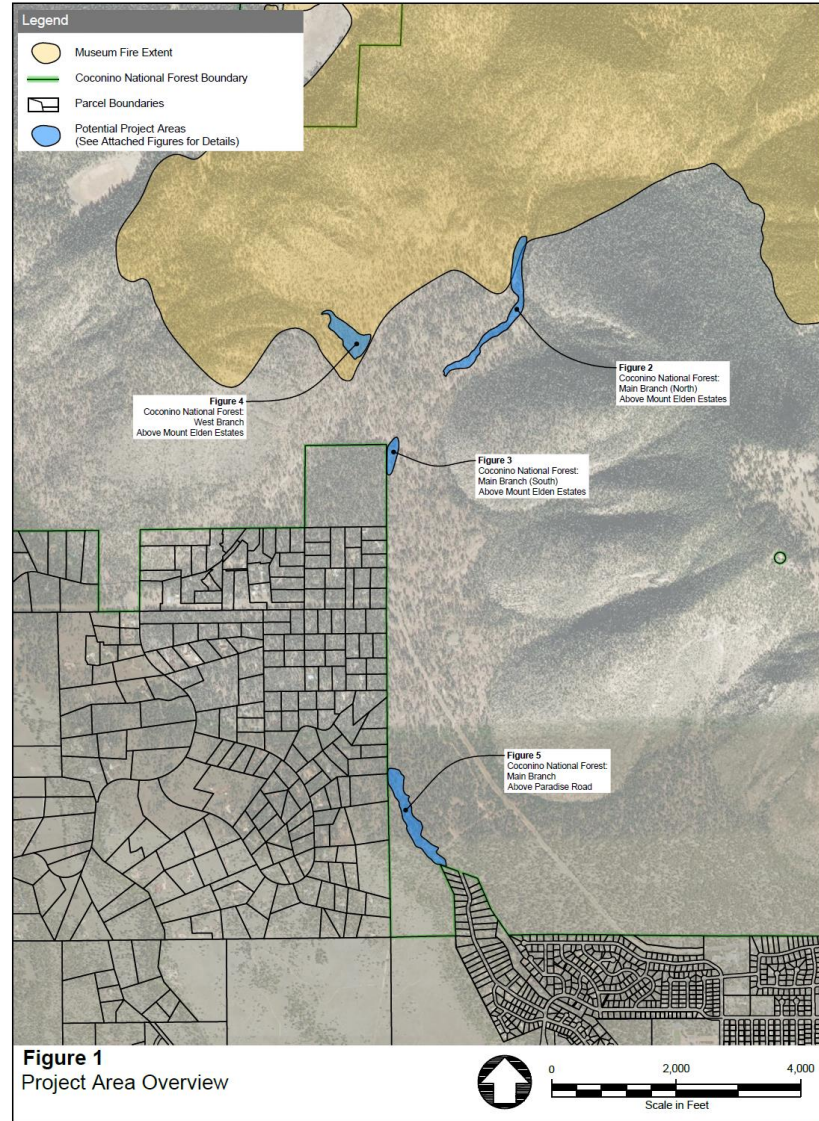 Legend
Museum Fire Extent
Coconino National Forest Boundary
Parcel Boundaries
Potential Project Areas
(See Attached Figures for Details)
Figure 2
Coconino National Forest:
Main Branch (North)
Above Mount Elden Estates
Figure 4
Coconino National Forest:
West Branch
Above Mount Elden Estates
Figure 3
Coconino National Forest:
Main Branch (South)
Above Mount Elden Estates
Figure 5
Coconino National Forest:
Main Branch
Above Paradise Road
Figure 1
Project Area Overview
0 2,000 4,000
Scale in Feet